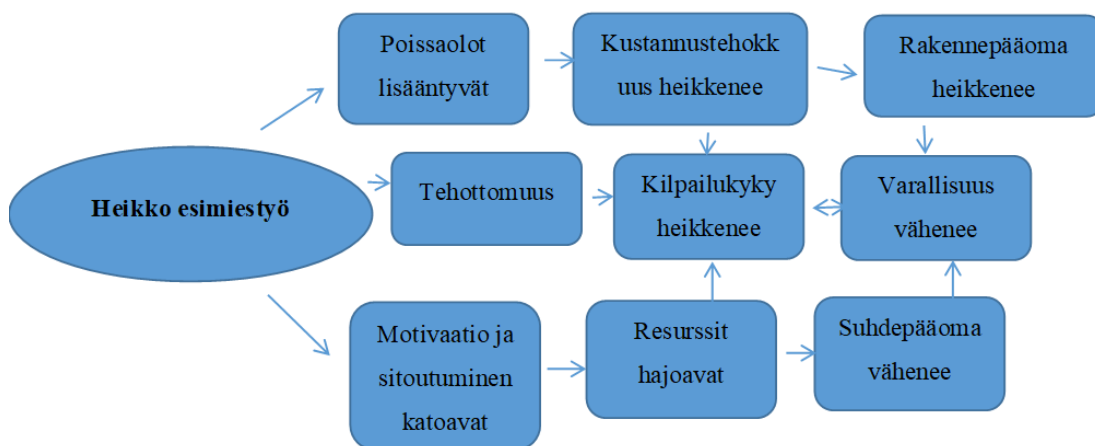 Poissaolot
lisääntyvät
Kustannustehokk
uus heikkenee
Rakennepääoma
heikkenee
Heikko esimiestyö
Tehottomuus
Kilpailukyky
heikkenee
Varallisuus
vähenee
Motivaatio ja
sitoutuminen
katoavat
Resurssit
hajoavat
Suhdepääoma
vähenee